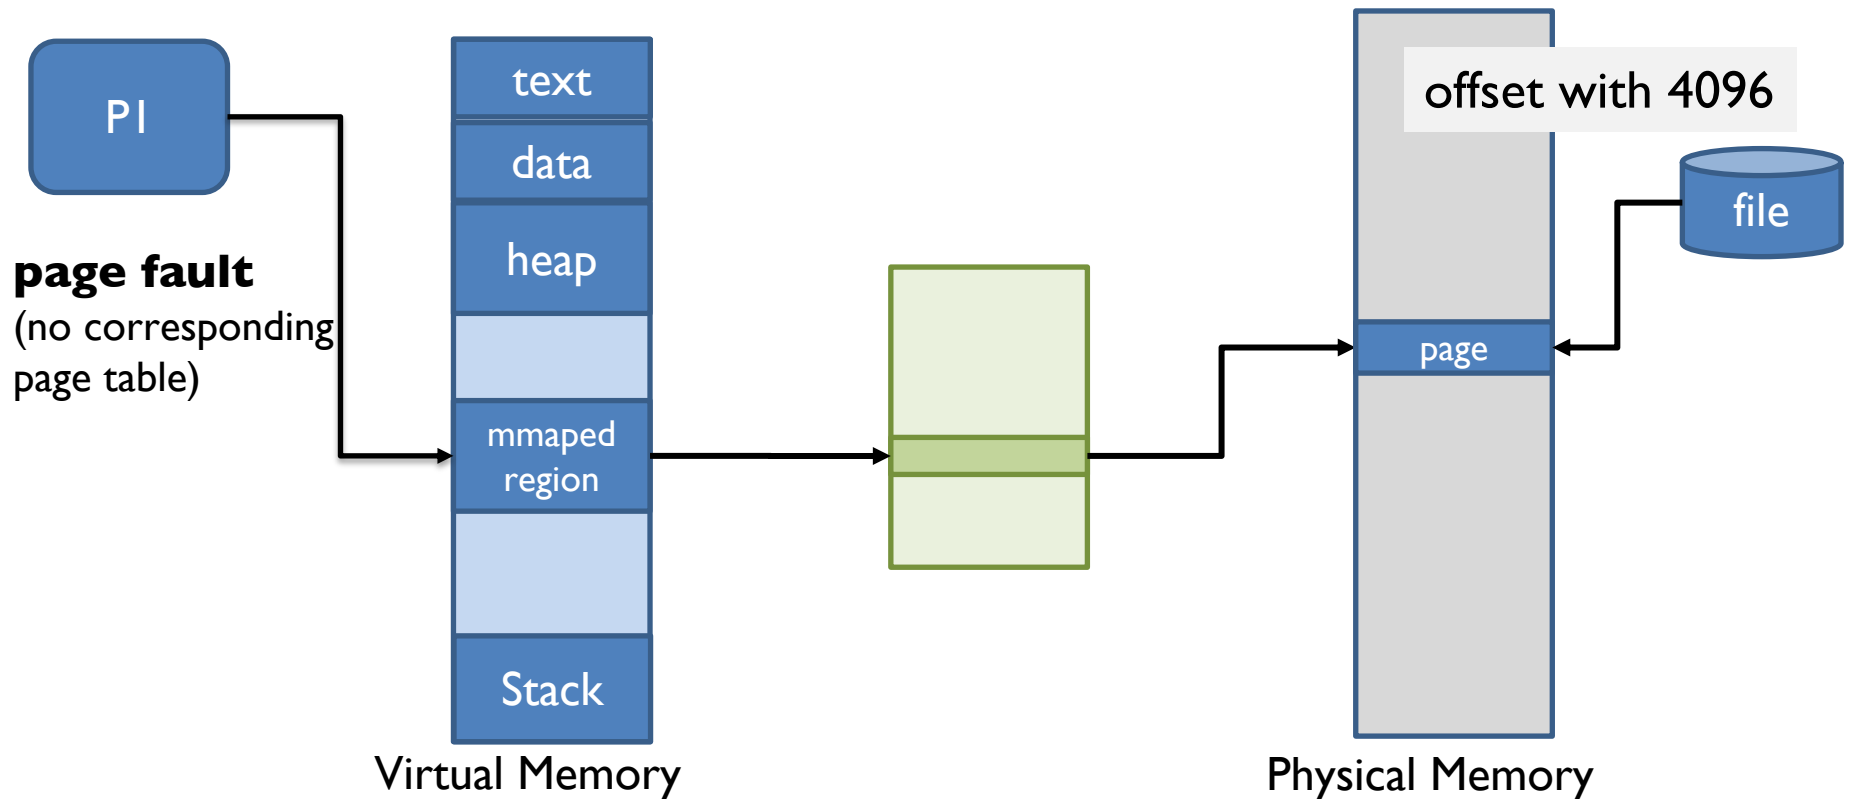 P1
page fault
(no corresponding
page table)
text
data
heap
mmaped
region
Stack
Virtual Memory
offset with 4096
file
page
Physical Memory